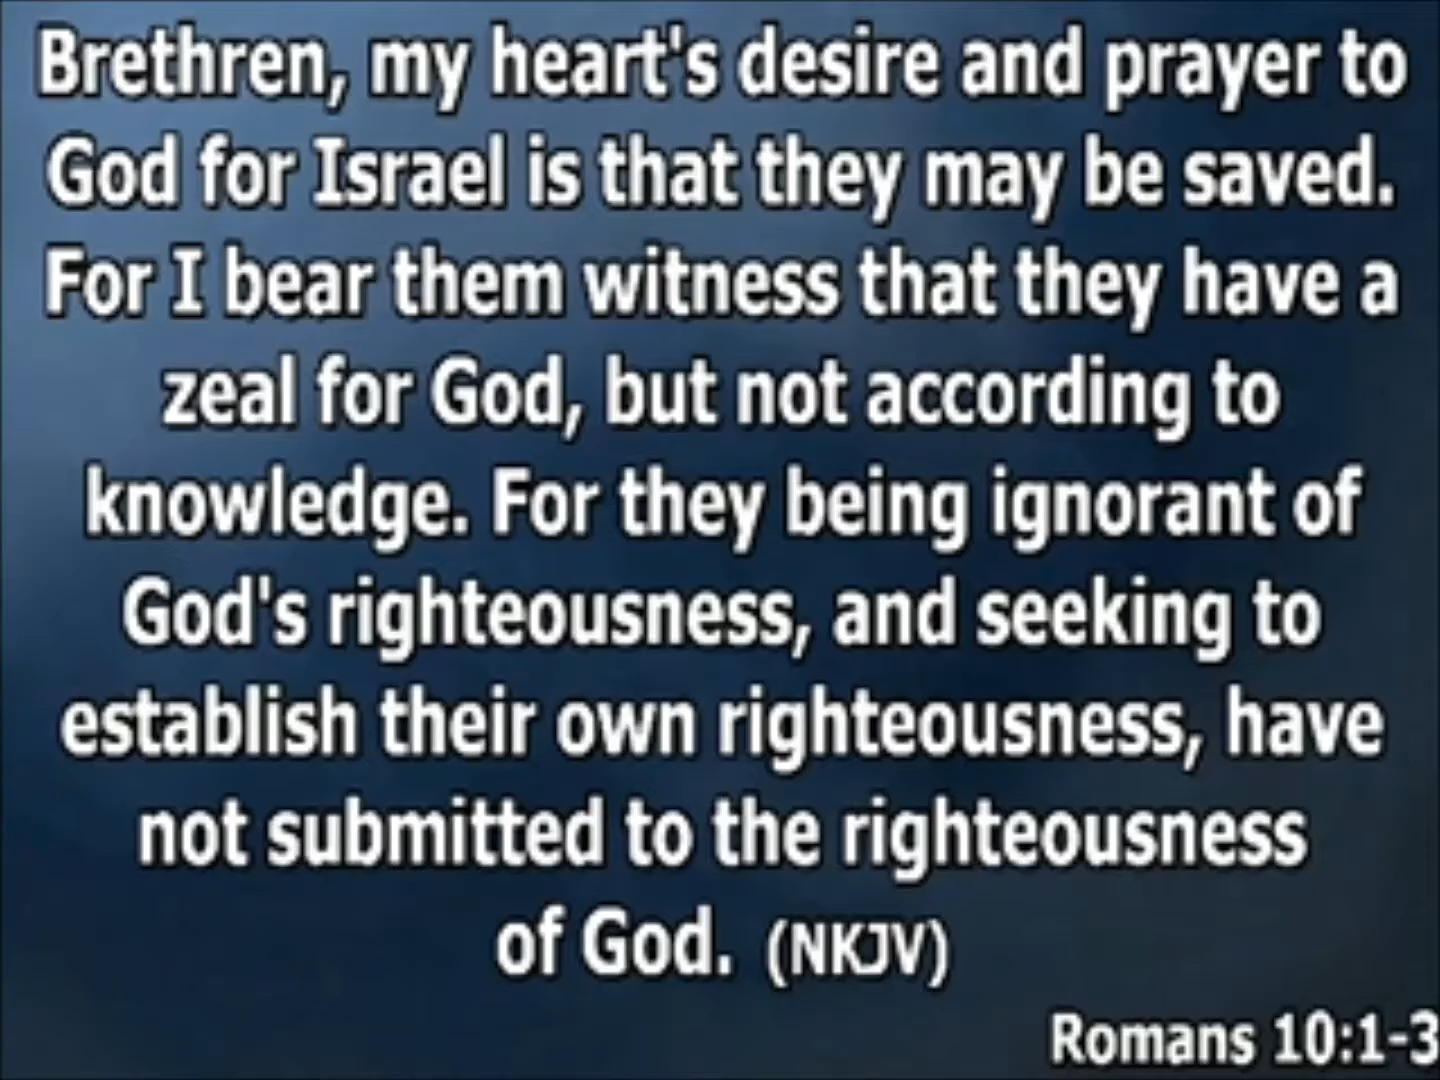 Brethren, my heart's desire and prayer to
God for Israel is that they may be saved.
For I bear them witness that they have a
zeal for God, but not according to
knowledge. For they being ignorant of
God's righteousness, and seeking to
establish their own righteousness, have
not submitted to the righteousness
of God. (NKJV)
Romans 10:1-3